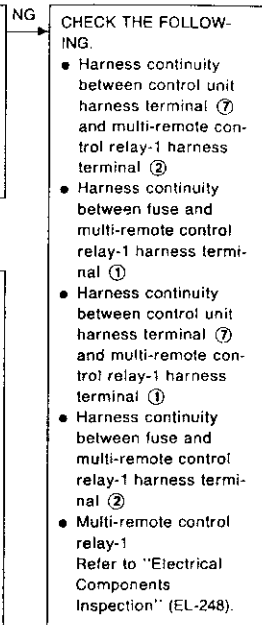 NG
CHECK THE FOLLOW-
ING.
● Harness continuity
between control unit
harness terminal ⑦
and multi-remote con-
trol relay-1 harness
terminal ②
● Harness continuity
between fuse and
multi-remote control
relay-1 harness termi-
nal ①
● Harness continuity
between control unit
harness terminal ⑦
and multi-remote con-
trol relay-1 harness
terminal ①
● Harness continuity
between fuse and
multi-remote control
relay-1 harness termi-
nal ②
● Multi-remote control
relay-1
Refer to "Electrical
Components
Inspection" (EL-248).